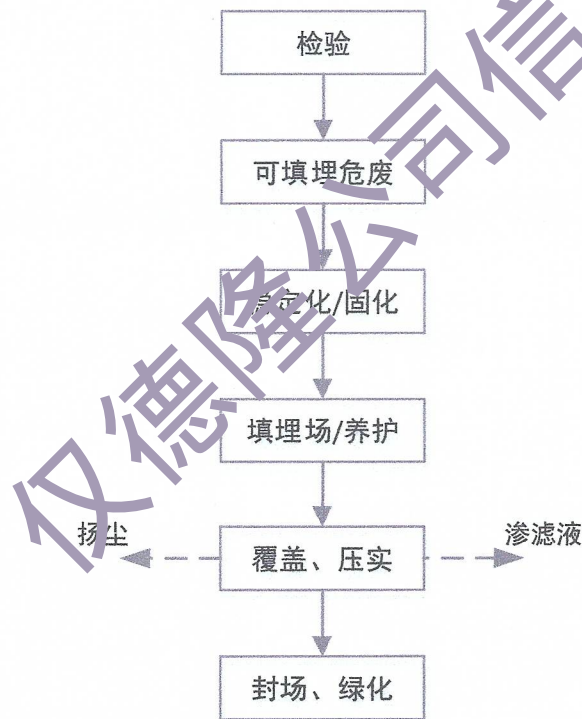 检验
可填埋危废
稳定化/固化
填埋场/养护
扬尘
覆盖、压实
渗滤液
封场、绿化
仅德隆公司信